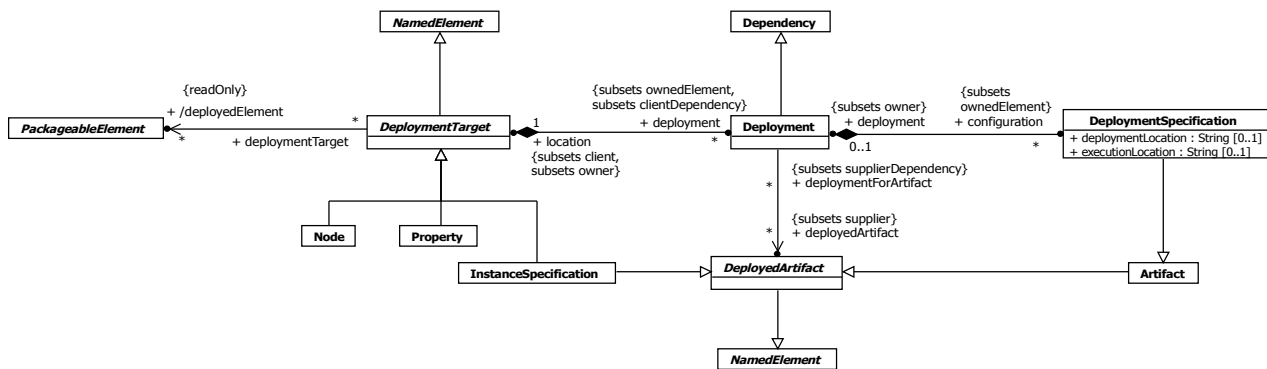 NamedElement
Dependency
{readOnly}
+ /deployedElement
*
PackageableElement
*
+ deploymentTarget
DeploymentTarget
1
+ location
{subsets client,
subsets owner}
{subsets ownedElement,
subsets clientDependency}
+ deployment
*
Deployment
{subsets owner}
+ deployment
0..1
{subsets
ownedElement}
+ configuration
*
DeploymentSpecification
+ deploymentLocation : String [0..1]
+ executionLocation : String [0..1]
{subsets supplierDependency}
+ deploymentForArtifact
*
{subsets supplier}
+ deployedArtifact
*
Node
Property
InstanceSpecification
DeployedArtifact
Artifact
NamedElement